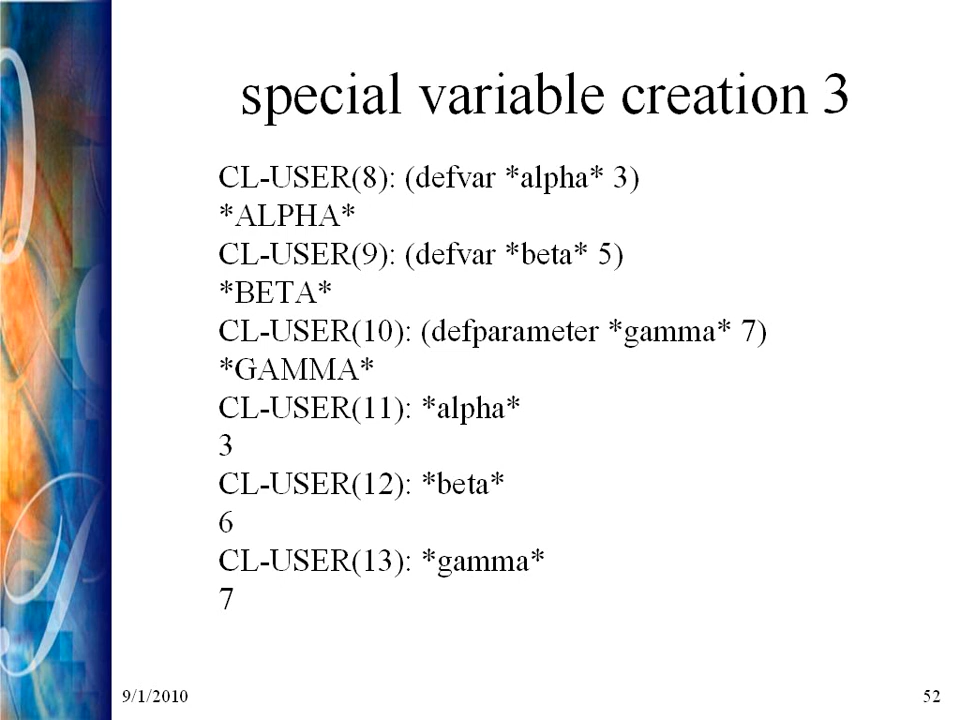 special variable creation 3
CL-USER(8): (defvar *alpha* 3)
*ALPHA*
CL-USER(9): (defvar *beta* 5)
*BETA*
CL-USER(10): (defparameter *gamma* 7)
*GAMMA*
CL-USER(11): *alpha*
3
CL-USER(12): *beta*
6
CL-USER(13): *gamma*
7
9/1/2010
52